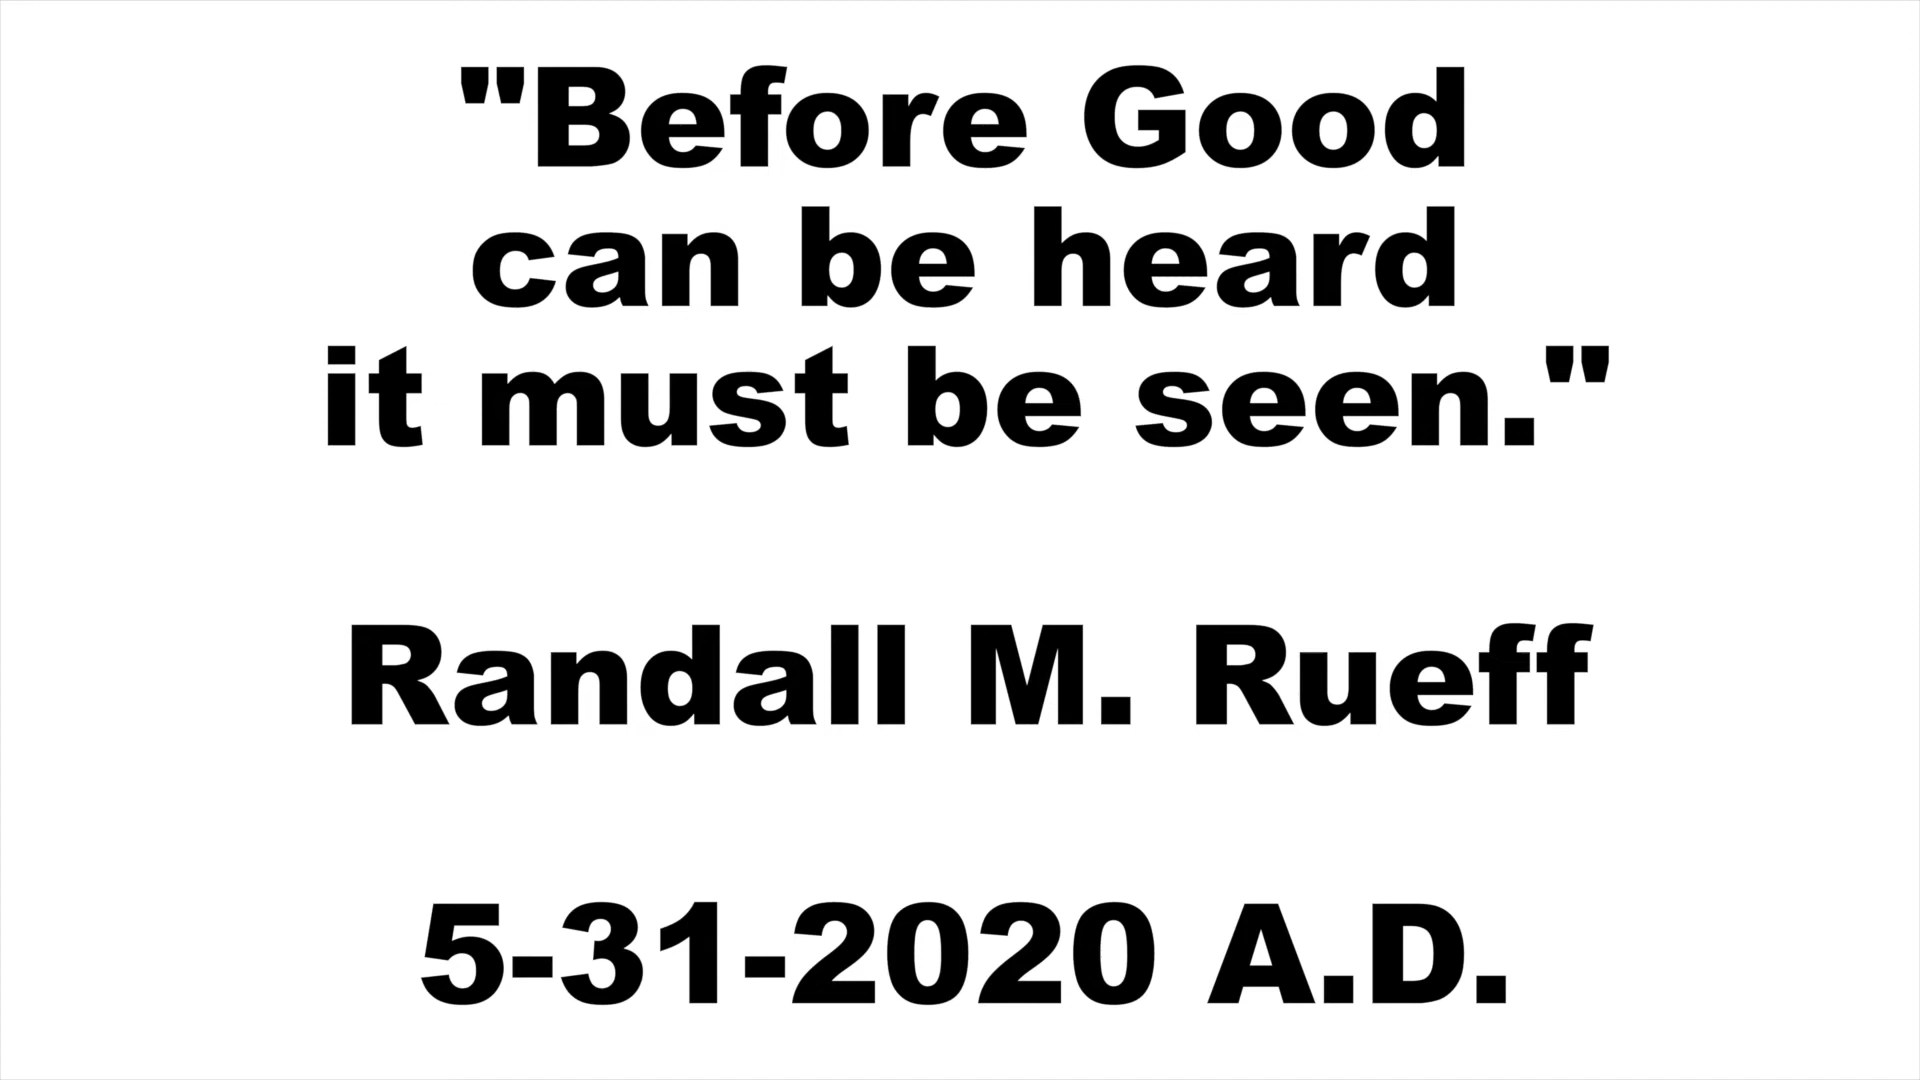 "Before Good
can be heard
it must be seen."
Randall M. Rueff
5-31-2020 A.D.